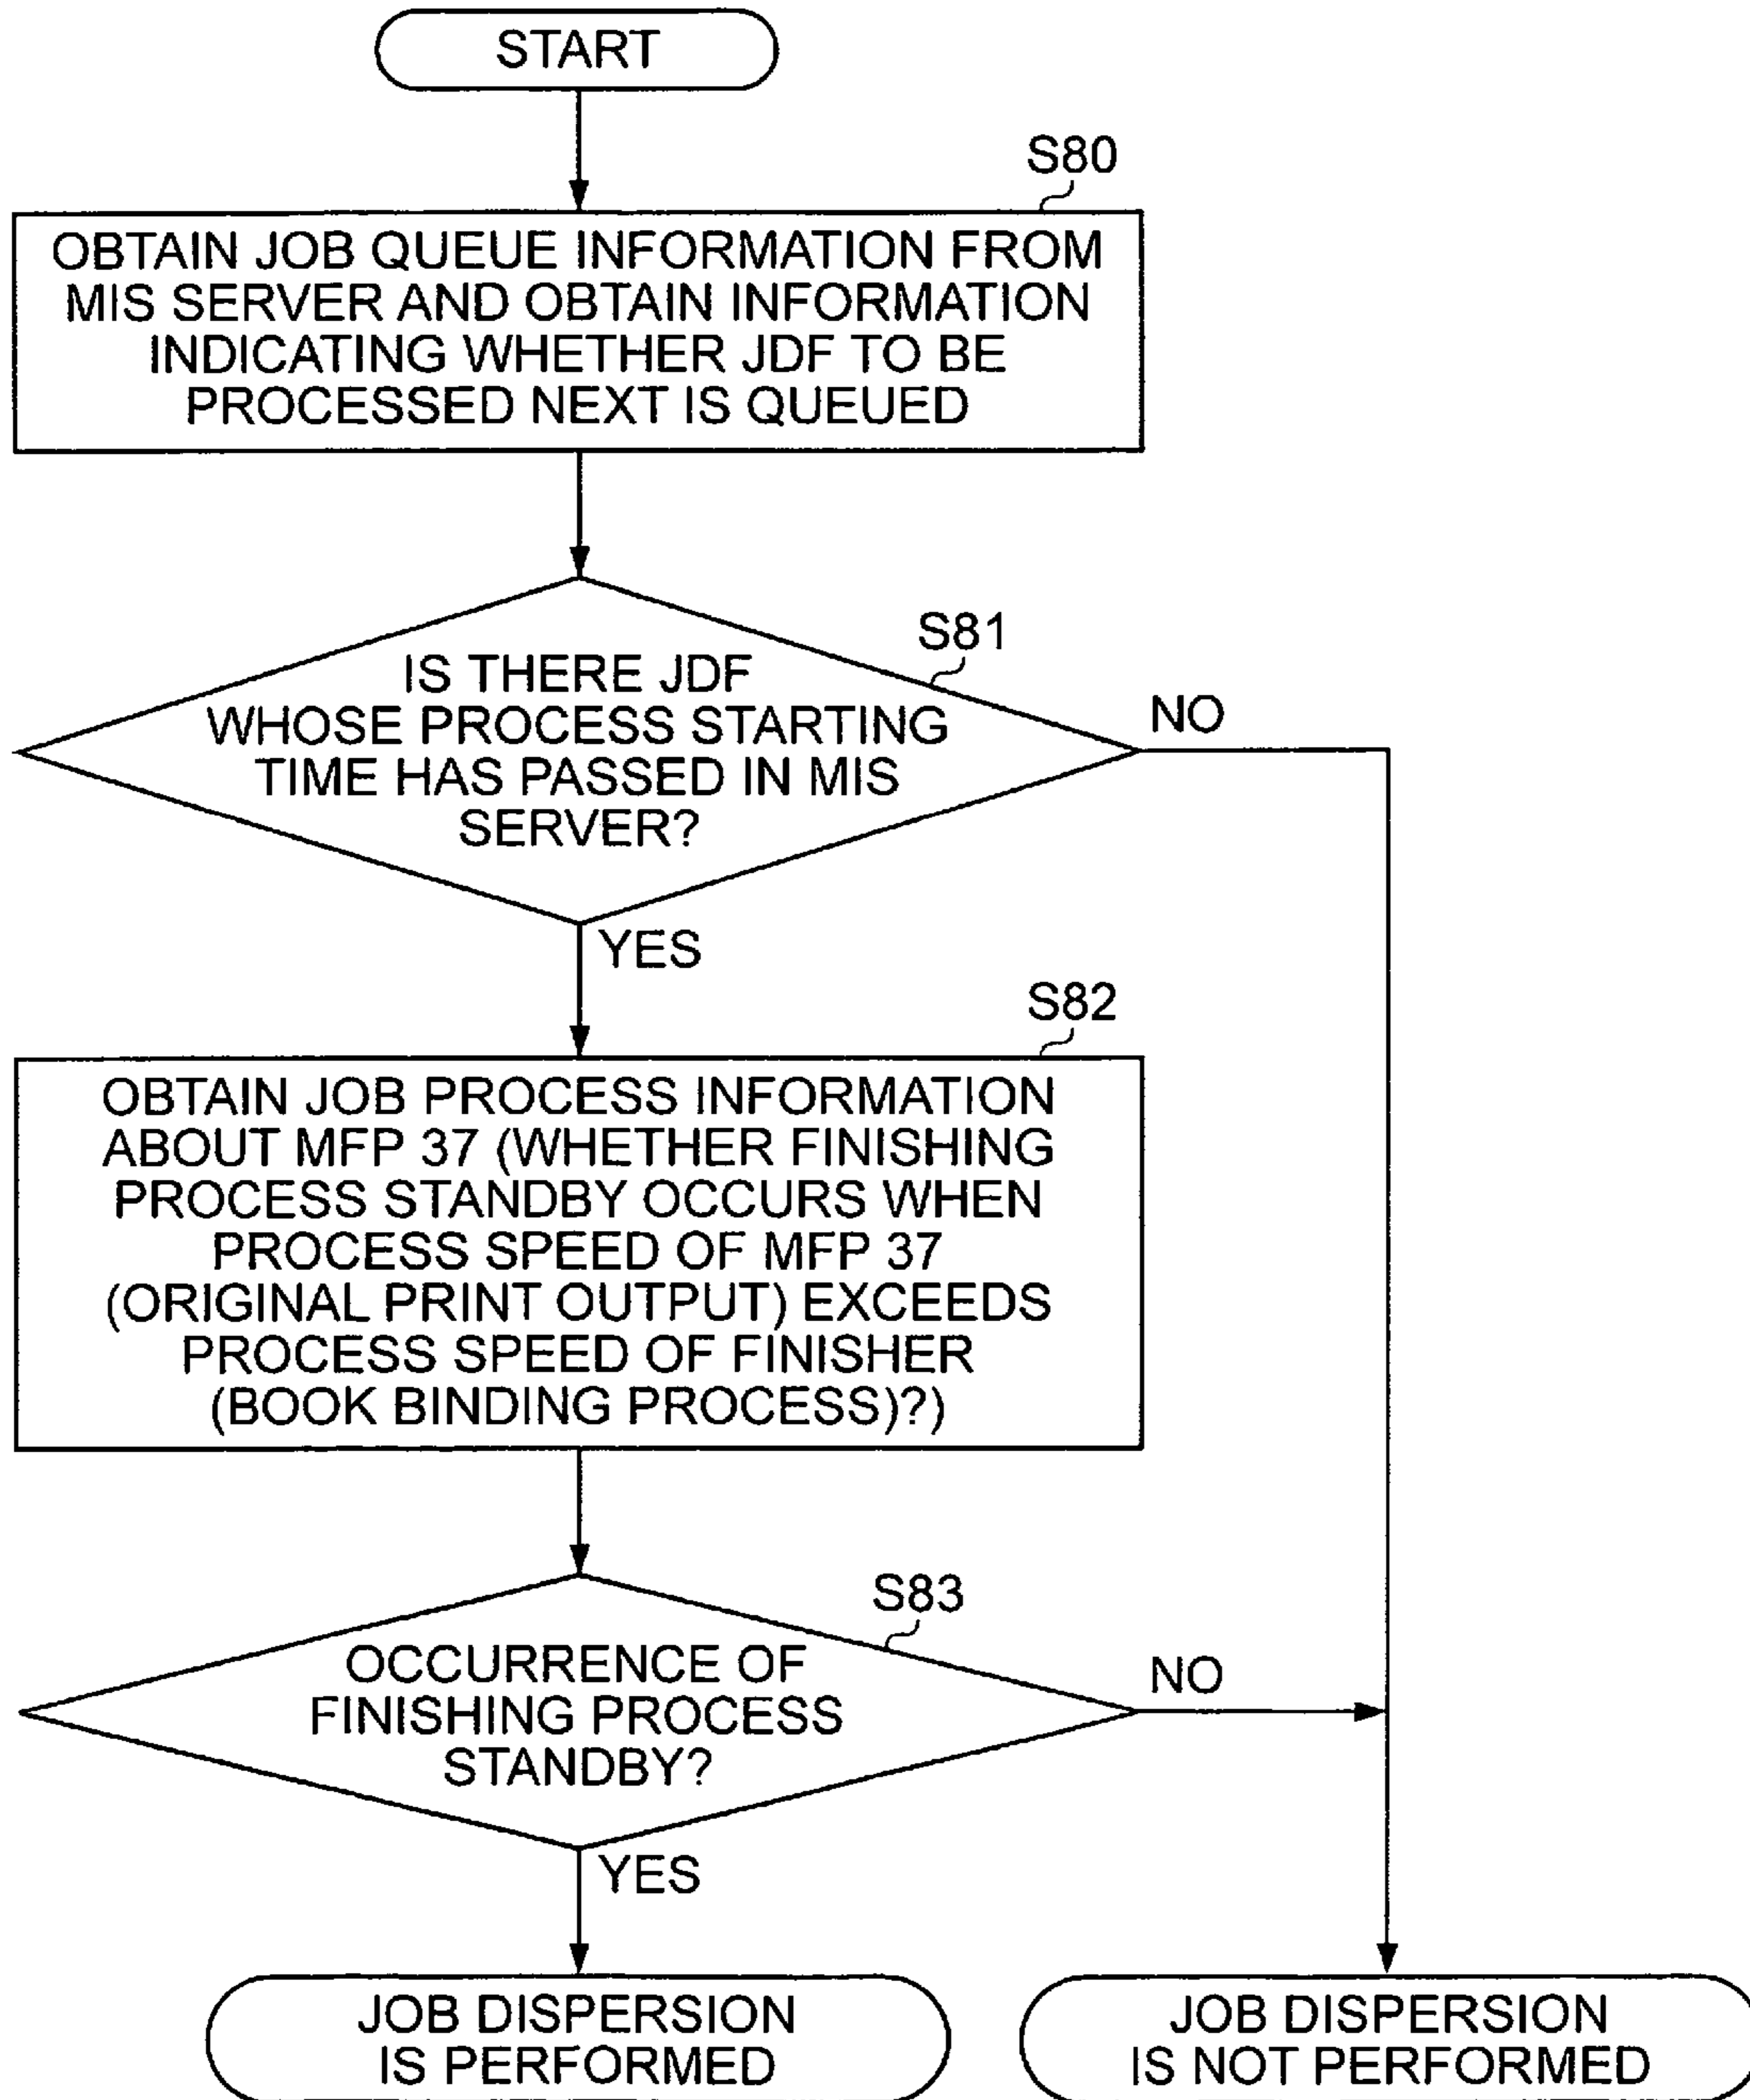 START
S80
OBTAIN JOB QUEUE INFORMATION FROM
MIS SERVER AND OBTAIN INFORMATION
INDICATING WHETHER JDF TO BE
PROCESSED NEXT IS QUEUED
S81
IS THERE JDF
WHOSE PROCESS STARTING
TIME HAS PASSED IN MIS
SERVER?
NO
YES
S82
OBTAIN JOB PROCESS INFORMATION
ABOUT MFP 37 (WHETHER FINISHING
PROCESS STANDBY OCCURS WHEN
PROCESS SPEED OF MFP 37
(ORIGINAL PRINT OUTPUT) EXCEEDS
PROCESS SPEED OF FINISHER
(BOOK BINDING PROCESS)?)
S83
OCCURRENCE OF
FINISHING PROCESS
STANDBY?
NO
YES
JOB DISPERSION
IS PERFORMED
JOB DISPERSION
IS NOT PERFORMED